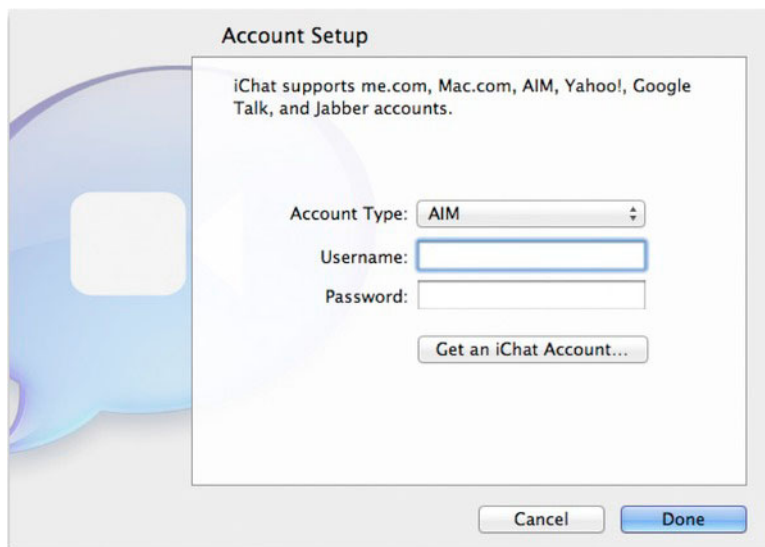 Account Setup
iChat supports me.com, Mac.com, AIM, Yahoo!, Google
Talk, and Jabber accounts.
Account Type: AIM
Username:
Password:
Get an iChat Account...
Cancel Done